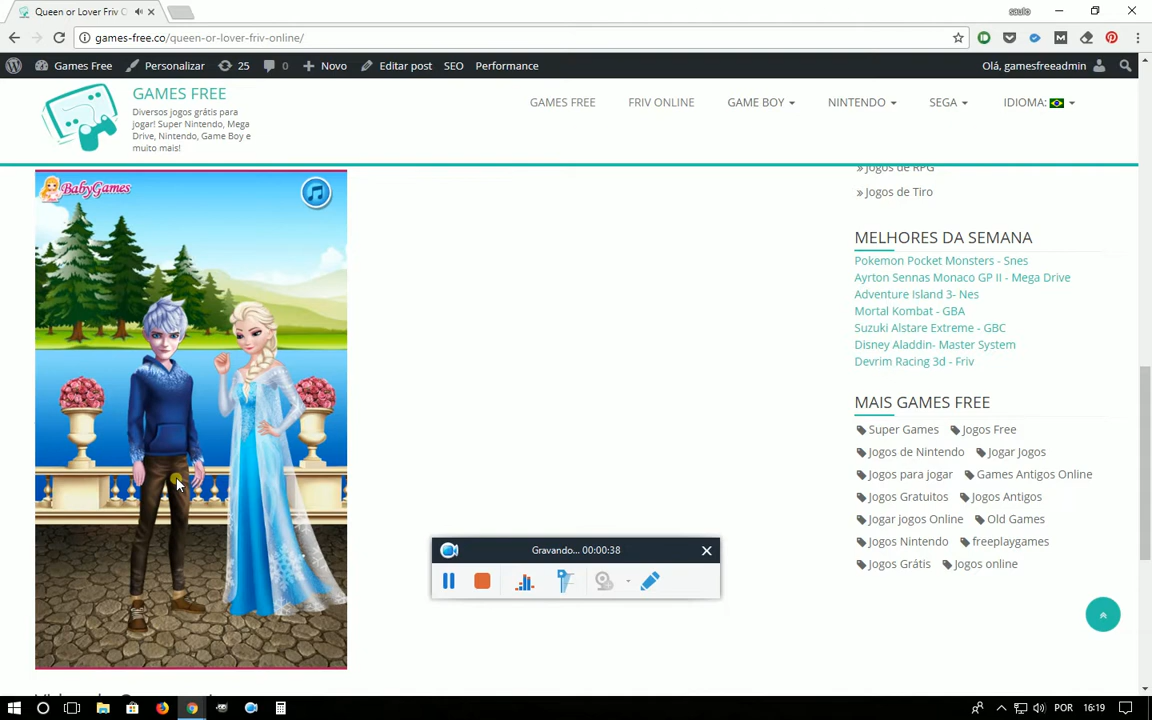 Queen or Lover Friv O
saulo
games-free.co/queen-or-lover-friv-online/
Games Free
Personalizar
25
0
Novo
Editar post
SEO
Performance
Olá, gamesfreeadmin
GAMES FREE
Diversos jogos grátis para
jogar! Super Nintendo, Mega
Drive, Nintendo, Game Boy e
muito mais!
GAMES FREE
FRIV ONLINE
GAME BOY
NINTENDO
SEGA
IDIOMA:
BabyGames
» Jogos de RPG
» Jogos de Tiro
MELHORES DA SEMANA
Pokemon Pocket Monsters - Snes
Ayrton Sennas Monaco GP II - Mega Drive
Adventure Island 3- Nes
Mortal Kombat - GBA
Suzuki Alstare Extreme - GBC
Disney Aladdin- Master System
Devrim Racing 3d - Friv
MAIS GAMES FREE
Super Games Jogos Free
Jogos de Nintendo Jogar Jogos
Jogos para jogar Games Antigos Online
Jogos Gratuitos Jogos Antigos
Jogar jogos Online Old Games
Jogos Nintendo freeplaygames
Jogos Grátis Jogos online
Gravando... 00:00:38
POR
16:19